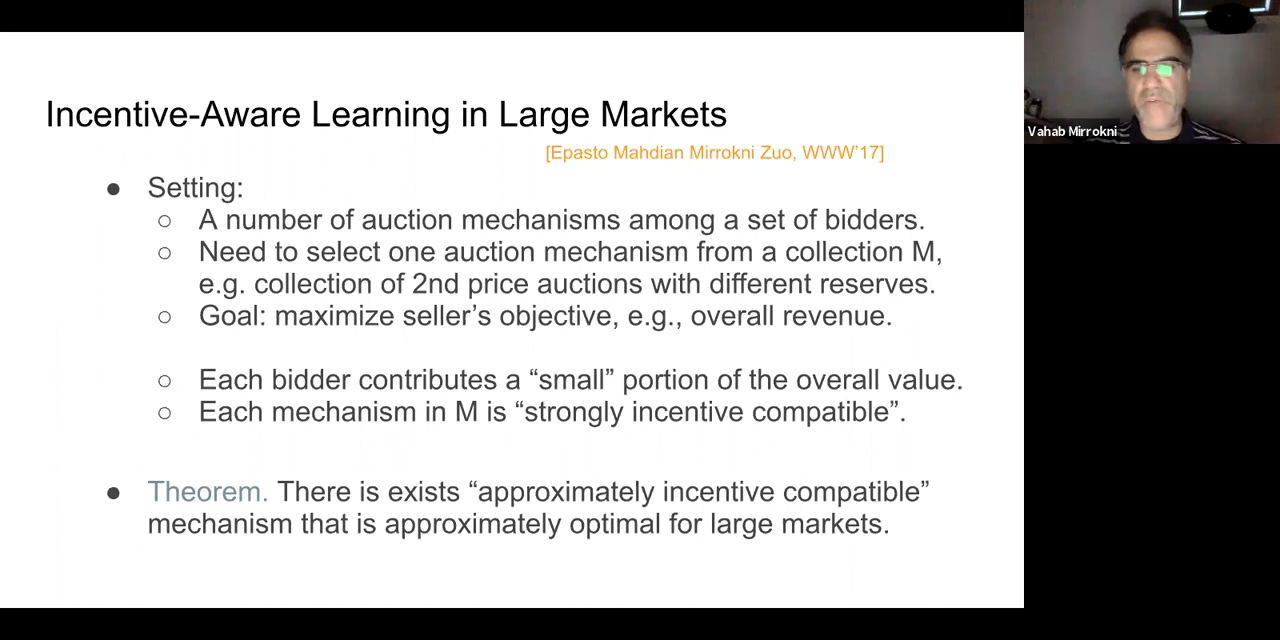 Incentive-Aware Learning in Large Markets
[Epasto Mahdian Mirrokni Zuo, WWW'17]
● Setting:
○ A number of auction mechanisms among a set of bidders.
○ Need to select one auction mechanism from a collection M,
e.g. collection of 2nd price auctions with different reserves.
○ Goal: maximize seller’s objective, e.g., overall revenue.
○ Each bidder contributes a “small” portion of the overall value.
○ Each mechanism in M is “strongly incentive compatible”.
● Theorem. There is exists “approximately incentive compatible”
mechanism that is approximately optimal for large markets.
Vahab Mirrokni